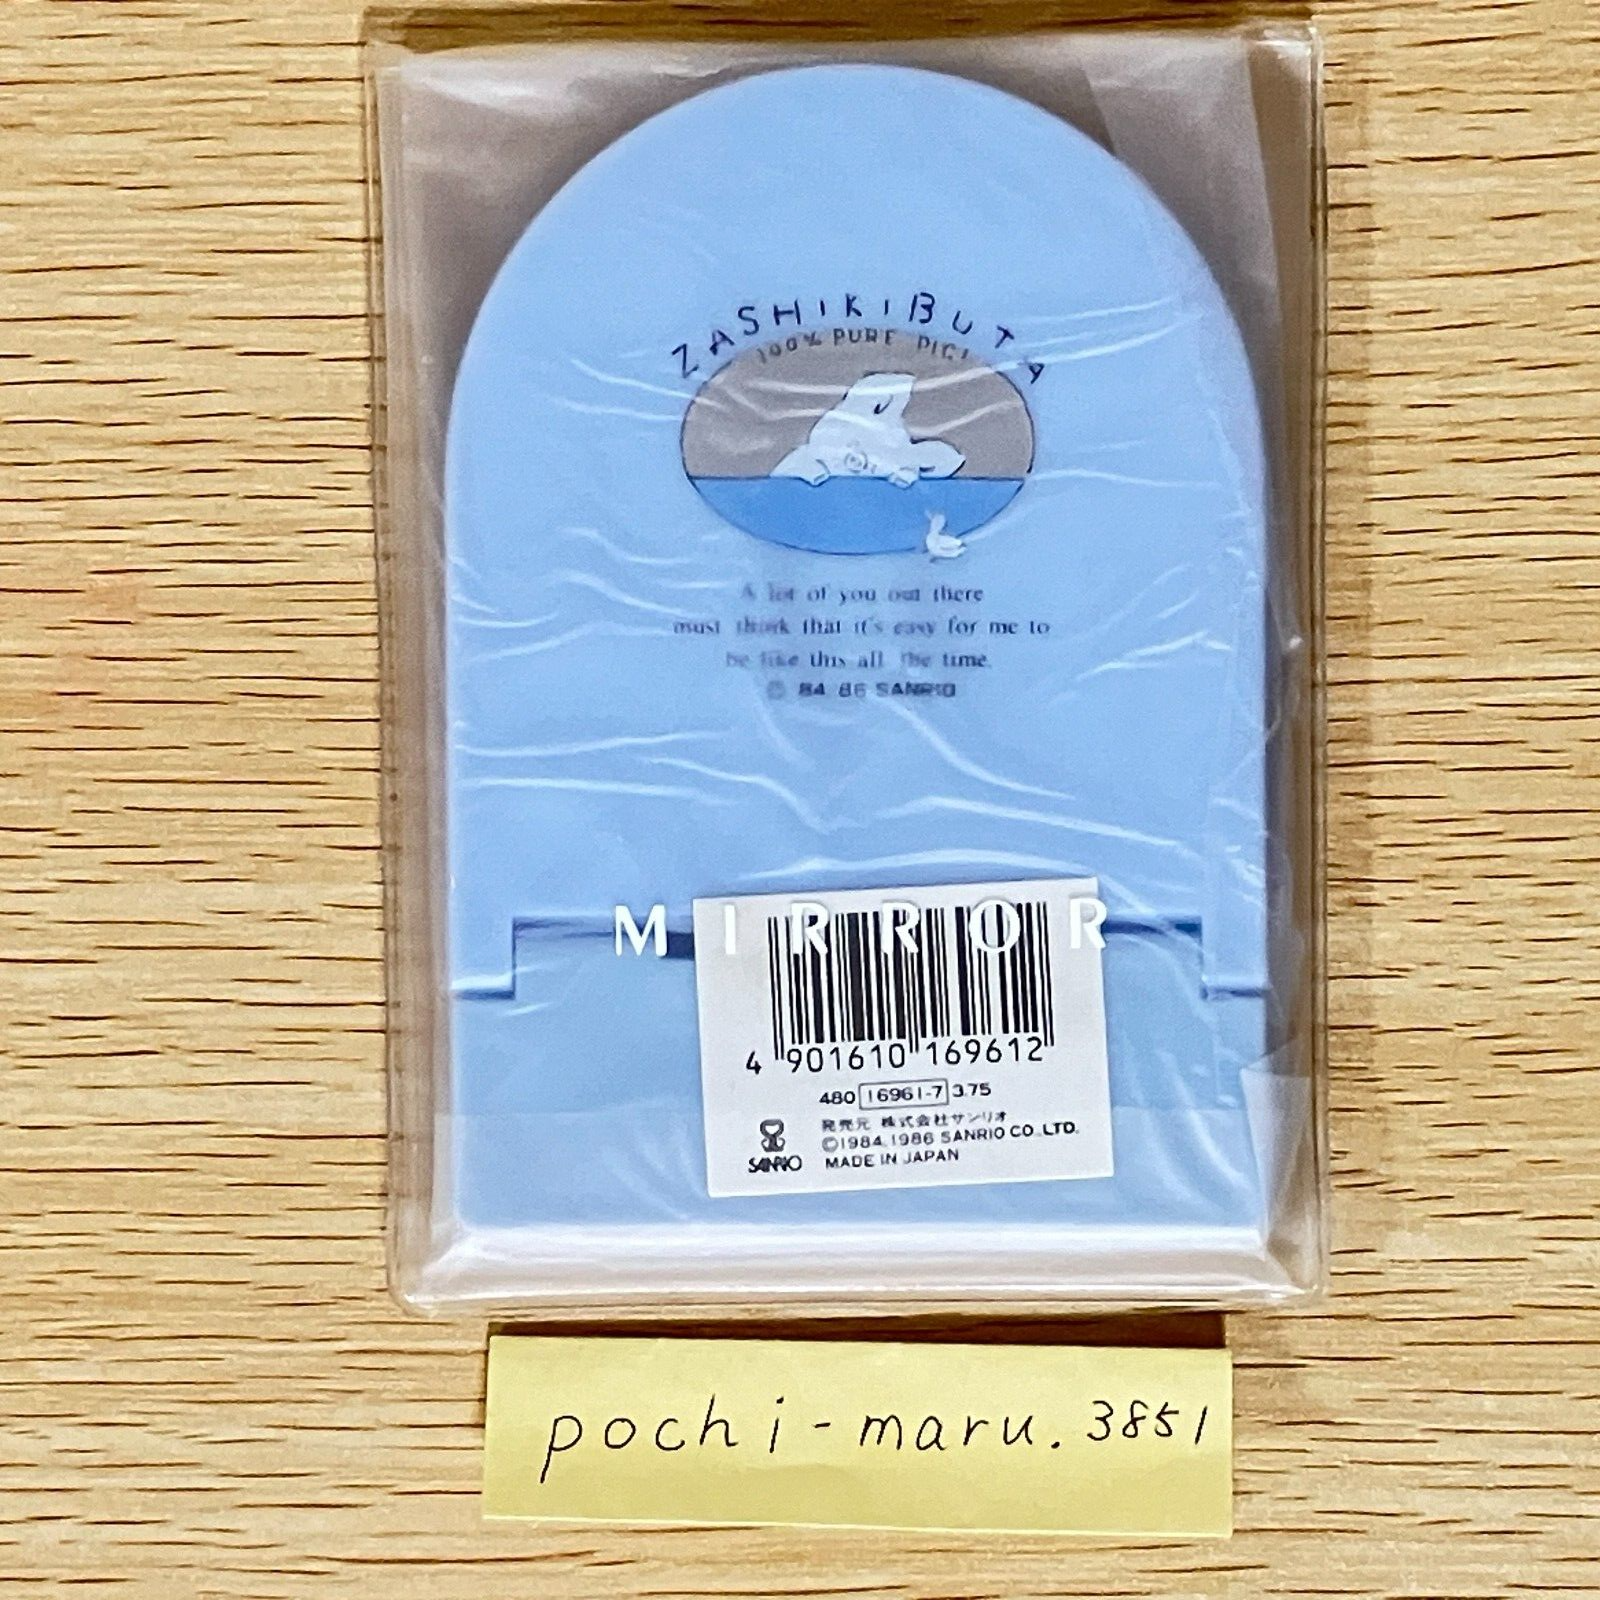 ZASHIKIBUTA
100% PURE PIG!
A lot of you out there
must think that it's easy for me to
be like this all the time.
© 84 86 SANRIO
MIRROR
4 901610 169612
480 16961-7 3.75
発売元 株式会社サンリオ
©1984.1986 SANRIO CO.,LTD.
SANRIO MADE IN JAPAN
pochi-maru.3851